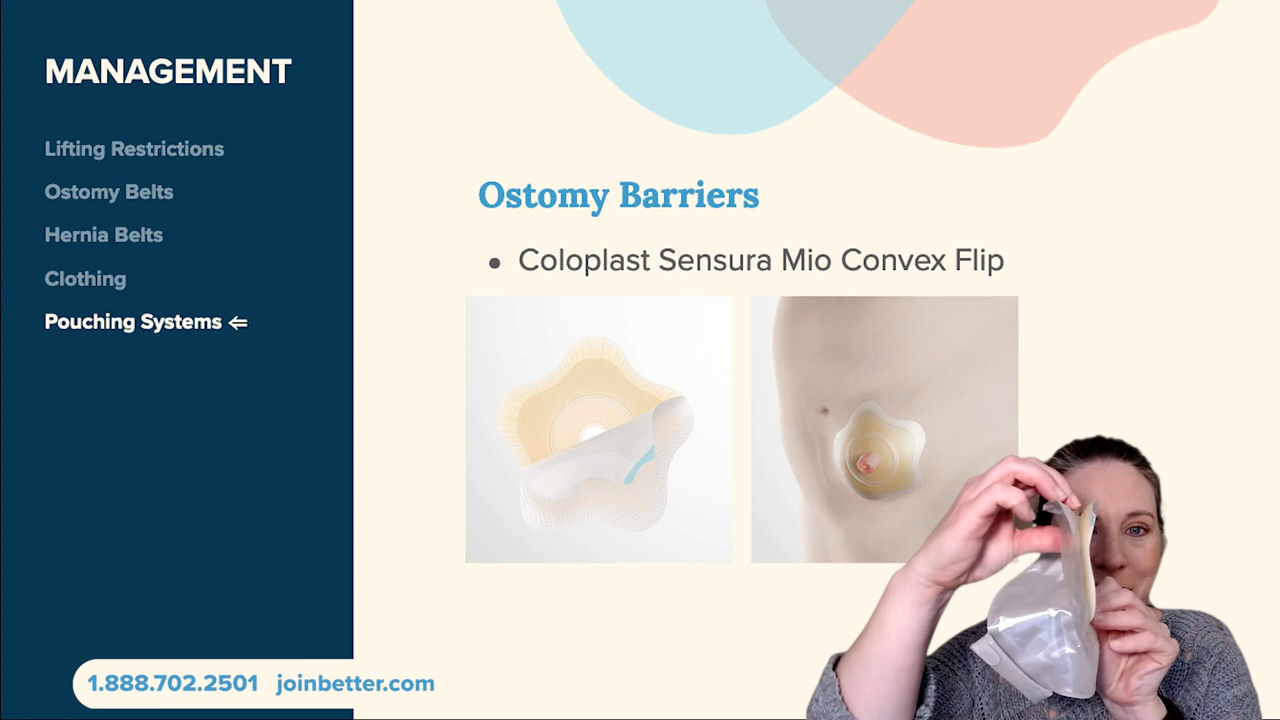 MANAGEMENT
Lifting Restrictions
Ostomy Belts
Hernia Belts
Clothing
Pouching Systems ⇐
Ostomy Barriers
• Coloplast Sensura Mio Convex Flip
1.888.702.2501 joinbetter.com